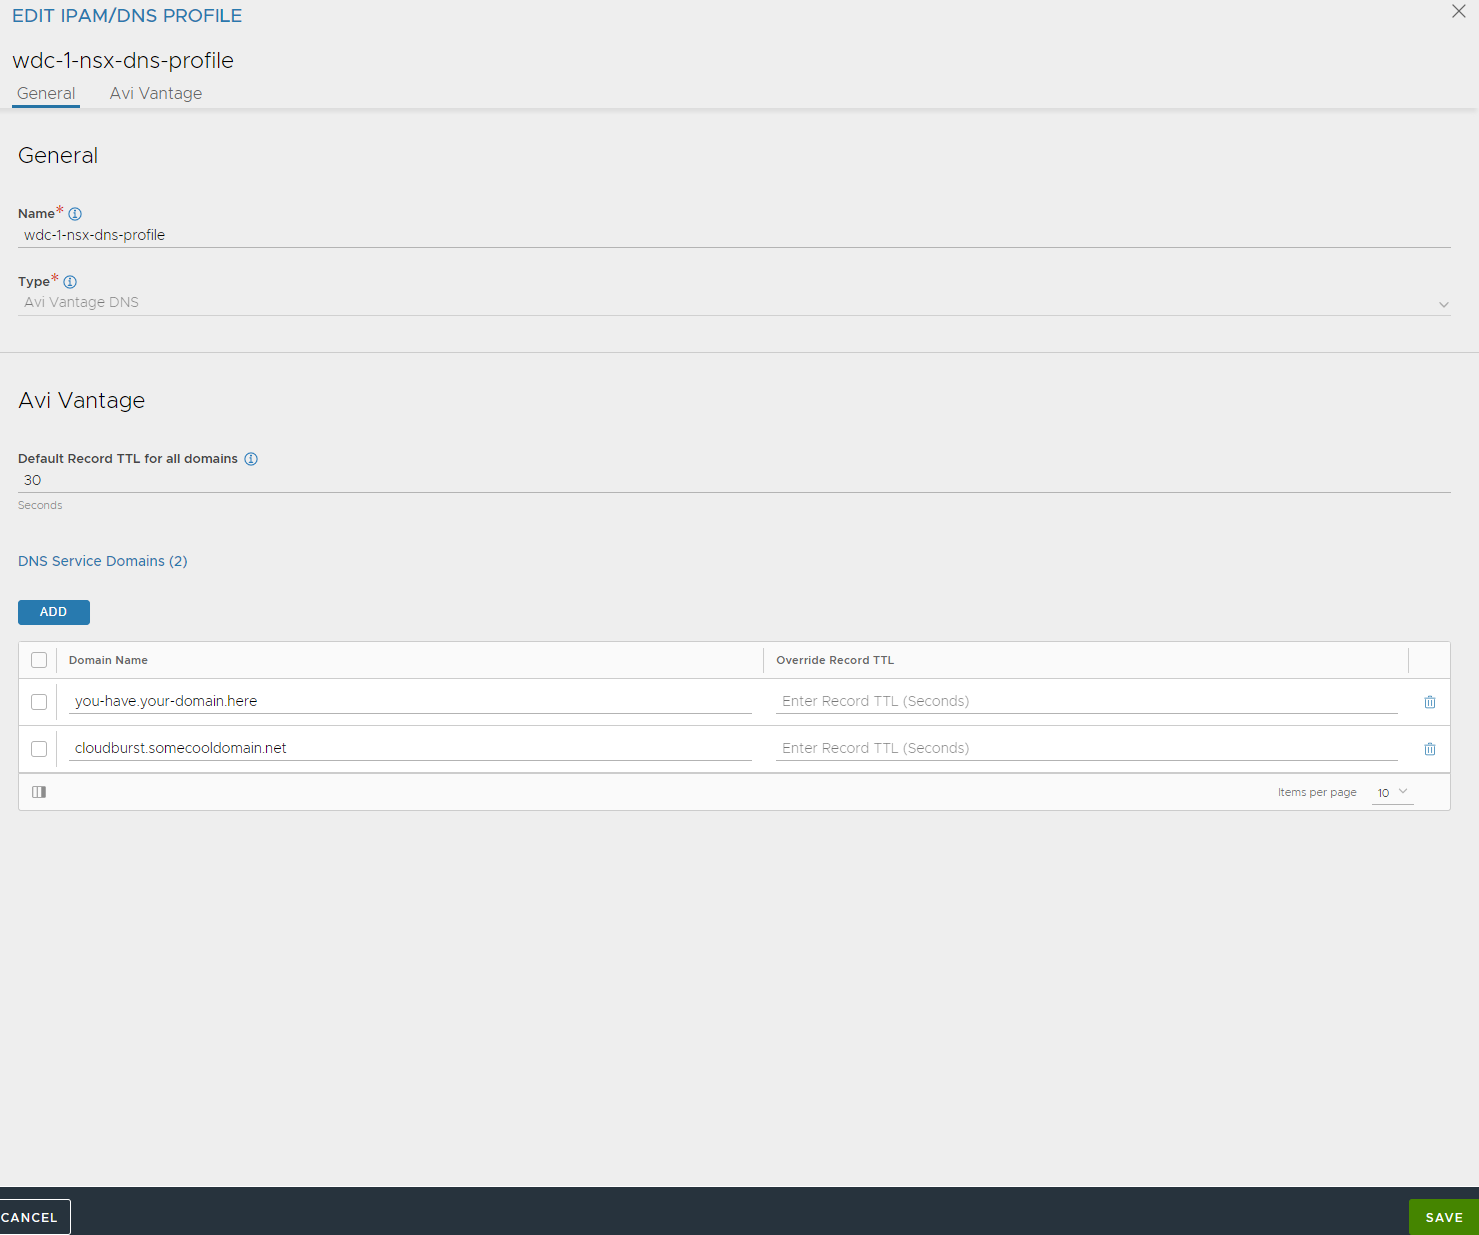 EDIT IPAM/DNS PROFILE
wdc-1-nsx-dns-profile
General Avi Vantage
General
Name*
wdc-1-nsx-dns-profile
Type*
Avi Vantage DNS
Avi Vantage
Default Record TTL for all domains
30
Seconds
DNS Service Domains (2)
ADD
Domain Name Override Record TTL
you-have.your-domain.here Enter Record TTL (Seconds)
cloudburst.somecooldomain.net Enter Record TTL (Seconds)
Items per page 10
CANCEL SAVE